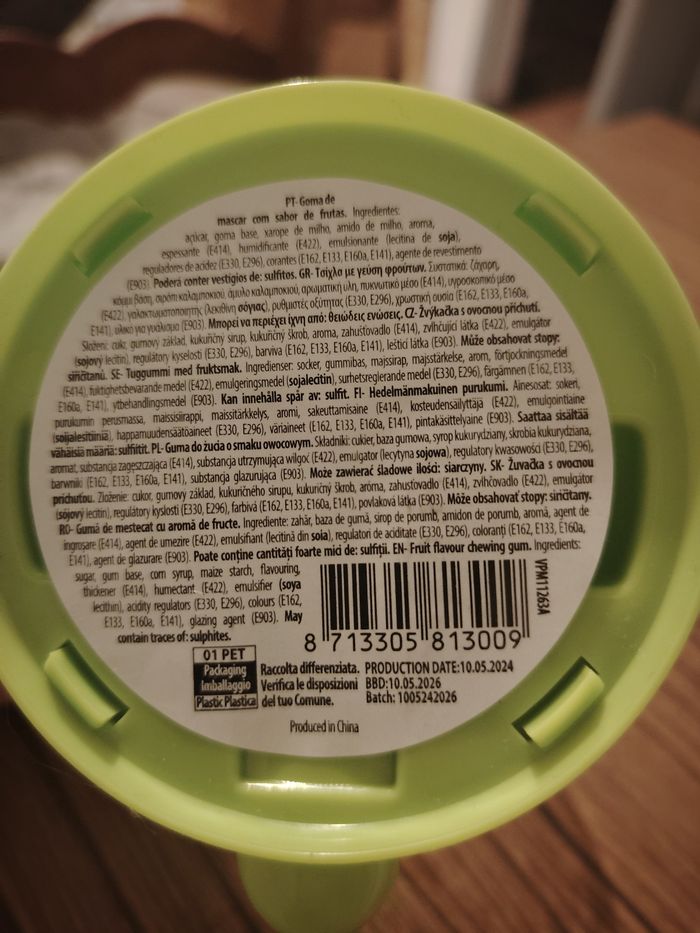 PT- Goma de
mascar com sabor de frutas. Ingredientes:
açúcar, goma base, xarope de milho, amido de milho, aroma,
espessante (E414), humidificante (E422), emulsionante (lecitina de soja),
reguladores de acidez (E330, E296), corantes (E162, E133, E160a, E141), agente de revestimento
(E903). Poderá conter vestígios de: sulfitos. GR- Τσίχλα με γεύση φρούτων. Συστατικά: ζάχαρη,
κόμμι βάση, σιρόπι καλαμποκιού, άμυλο καλαμποκιού, αρωματική ύλη, πυκνωτικό μέσο (E414), υγροσκοπικό μέσο
(E422), γαλακτωματοποιητής (λεκιθίνη σόγιας), ρυθμιστές οξύτητας (E330, E296), χρωστική ουσία (E162, E133, E160a,
E141), υλικό για γυάλισμα (E903). Μπορεί να περιέχει ίχνη από: θειώδεις ενώσεις. CZ- Žvýkačka s ovocnou příchutí.
Složení: cukr, gumový základ, kukuřičný sirup, kukuřičný škrob, aroma, zahušťovadlo (E414), zvlhčující látka (E422), emulgátor
(sojový lecitin), regulátory kyselosti (E330, E296), barviva (E162, E133, E160a, E141), lešticí látka (E903). Může obsahovat stopy:
siřičitanů. SE- Tuggummi med fruktsmak. Ingredienser: socker, gummibas, majssirap, majsstärkelse, arom, förtjockningsmedel
(E414), fuktighetsbevarande medel (E422), emulgeringsmedel (sojalecitin), surhetsreglerande medel (E330, E296), färgämnen (E162, E133,
E160a, E141), ytbehandlingsmedel (E903). Kan innehålla spår av: sulfit. FI- Hedelmänmakuinen purukumi. Ainesosat: sokeri,
purukumin perusmassa, maissisiirappi, maissitärkkelys, aromi, sakeuttamisaine (E414), kosteudensäilyttäjä (E422), emulgointiaine
(soijalesitiiniä), happamuudensäätöaineet (E330, E296), väriaineet (E162, E133, E160a, E141), pintakäsittelyaine (E903). Saattaa sisältää
vähäisiä määriä: sulfiitit. PL- Guma do żucia o smaku owocowym. Składniki: cukier, baza gumowa, syrop kukurydziany, skrobia kukurydziana,
aromat, substancja zagęszczająca (E414), substancja utrzymująca wilgoć (E422), emulgator (lecytyna sojowa), regulatory kwasowości (E330, E296),
barwniki (E162, E133, E160a, E141), substancja glazurująca (E903). Może zawierać śladowe ilości: siarczyny. SK- Žuvačka s ovocnou
príchuťou. Zloženie: cukor, gumový základ, kukuričného sirupu, kukuričný škrob, aróma, zahusťovadlo (E414), zvlhčovadlo (E422), emulgátor
(sójový lecitín), regulátory kyslosti (E330, E296), farbivá (E162, E133, E160a, E141), povlaková látka (E903). Môže obsahovať stopy: siričitany.
RO- Gumă de mestecat cu aromă de fructe. Ingrediente: zahăr, baza de gumă, sirop de porumb, amidon de porumb, aromă, agent de
îngroșare (E414), agent de umezire (E422), emulsifiant (lecitină din soia), regulatori de aciditate (E330, E296), coloranți (E162, E133, E160a,
E141), agent de glazurare (E903). Poate conține cantități foarte mici de: sulfiți. EN- Fruit flavour chewing gum. Ingredients:
sugar, gum base, corn syrup, maize starch, flavouring,
thickener (E414), humectant (E422), emulsifier (soya
lecithin), acidity regulators (E330, E296), colours (E162,
E133, E160a, E141), glazing agent (E903). May
contain traces of: sulphites.
8 713305 813009
VPM11263A
01 PET
Packaging
Imballaggio
Plastic Plastica
Raccolta differenziata.
Verifica le disposizioni
del tuo Comune.
PRODUCTION DATE:10.05.2024
BBD:10.05.2026
Batch: 1005242026
Produced in China